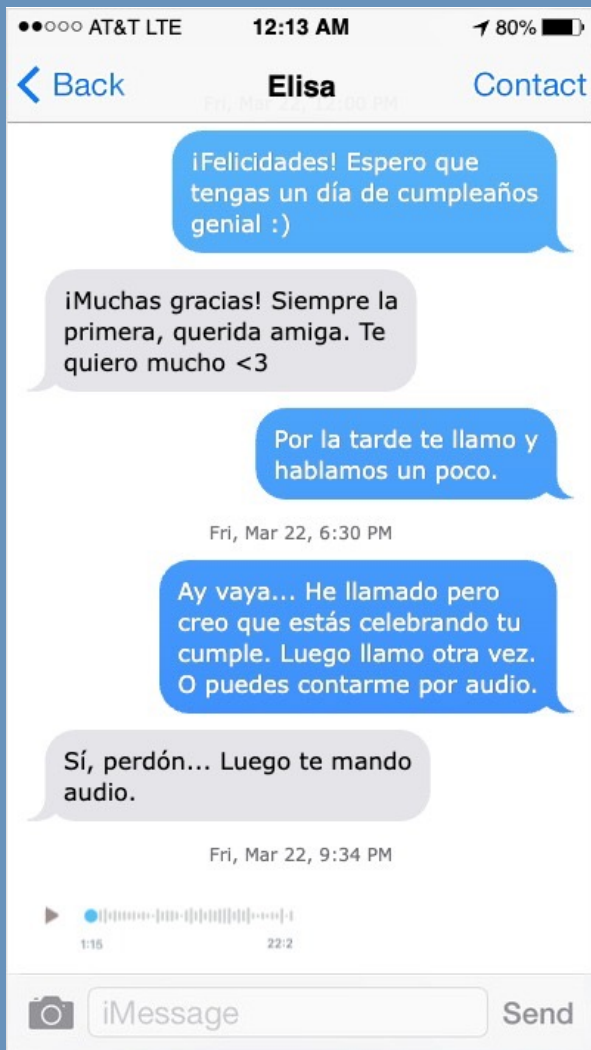 AT&T LTE 12:13 AM 80%
Back Elisa Contact
Fri, Mar 22, 12:00 PM
¡Felicidades! Espero que
tengas un día de cumpleaños
genial :)
¡Muchas gracias! Siempre la
primera, querida amiga. Te
quiero mucho <3
Por la tarde te llamo y
hablamos un poco.
Fri, Mar 22, 6:30 PM
Ay vaya... He llamado pero
creo que estás celebrando tu
cumple. Luego llamo otra vez.
O puedes contarme por audio.
Sí, perdón... Luego te mando
audio.
Fri, Mar 22, 9:34 PM
1:15 22:2
iMessage Send